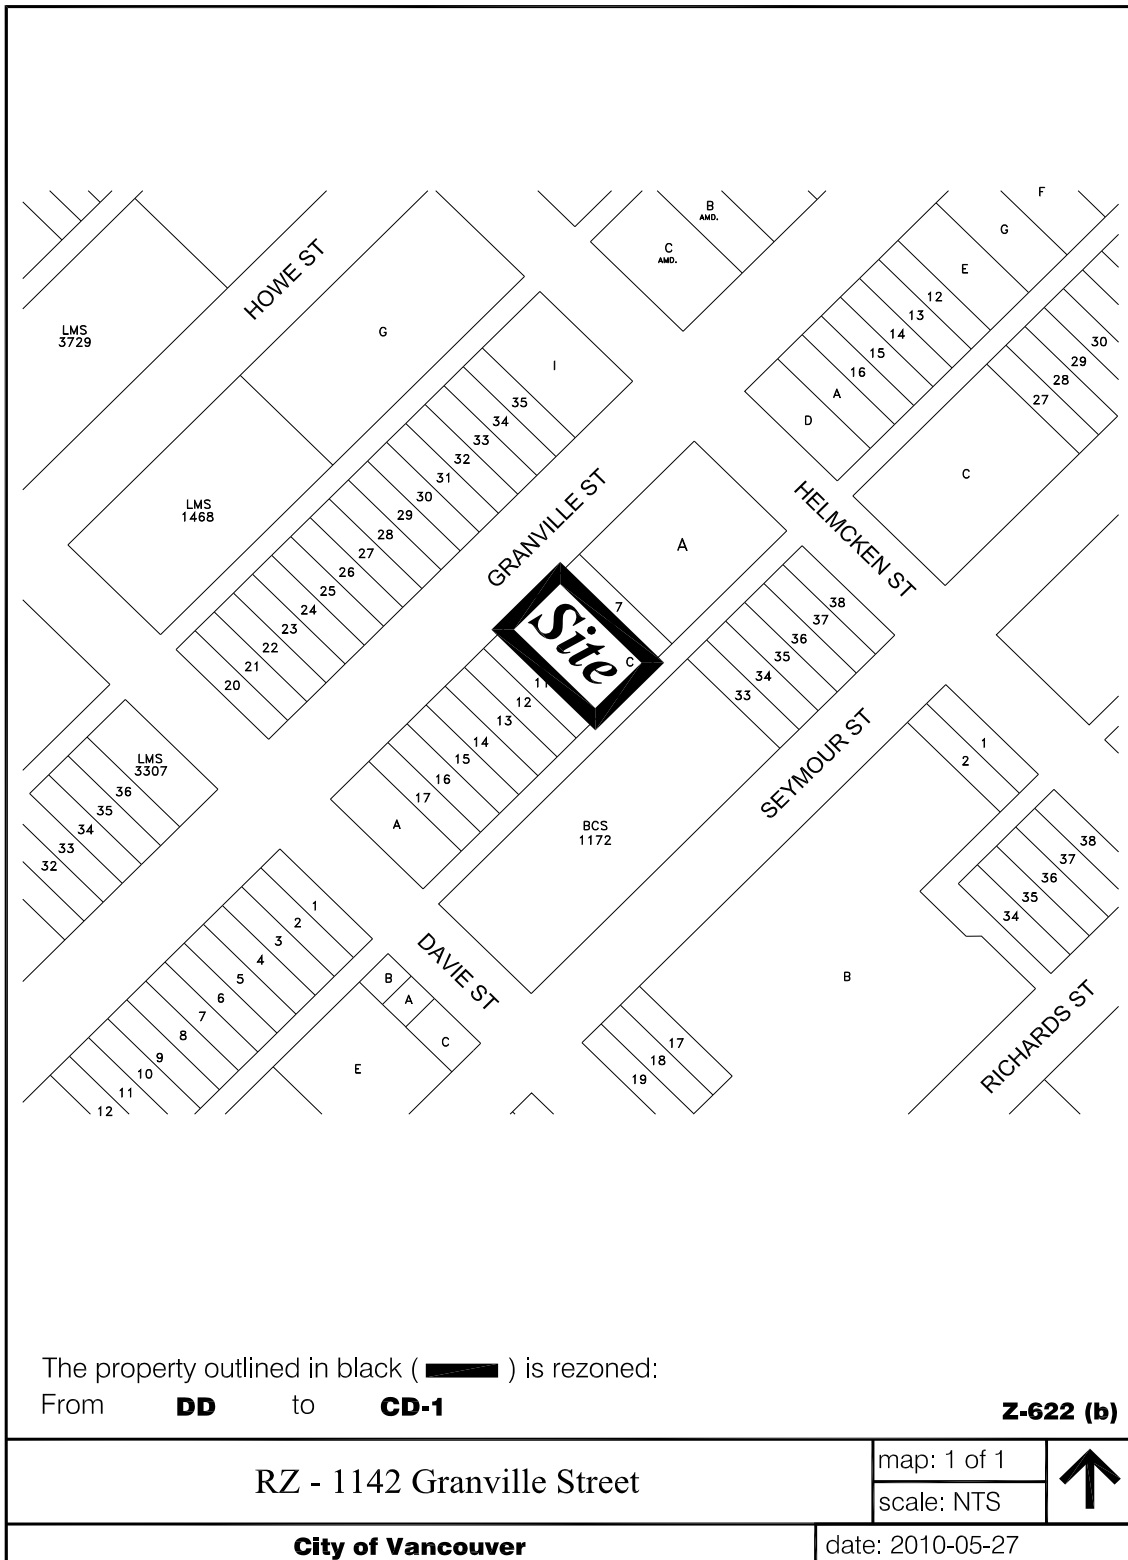 F
B
AMD.
G
C
AMD.
HOWE ST
E
12
13
14
15
16
A
D
LMS
3729
G
30
29
28
27
I
35
34
33
32
31
30
29
28
27
26
25
24
23
22
21
20
C
LMS
1468
GRANVILLE ST
HELMCKEN ST
A
7
Site
C
38
37
36
35
34
33
11
12
13
14
15
16
17
A
SEYMOUR ST
1
2
LMS
3307
36
35
34
33
32
BCS
1172
38
37
36
35
34
1
2
3
4
5
6
7
8
9
10
11
12
DAVIE ST
B
A
C
E
B
17
18
19
RICHARDS ST
The property outlined in black ( ) is rezoned:
From DD to CD-1
Z-622 (b)
RZ - 1142 Granville Street
map: 1 of 1
scale: NTS
City of Vancouver
date: 2010-05-27